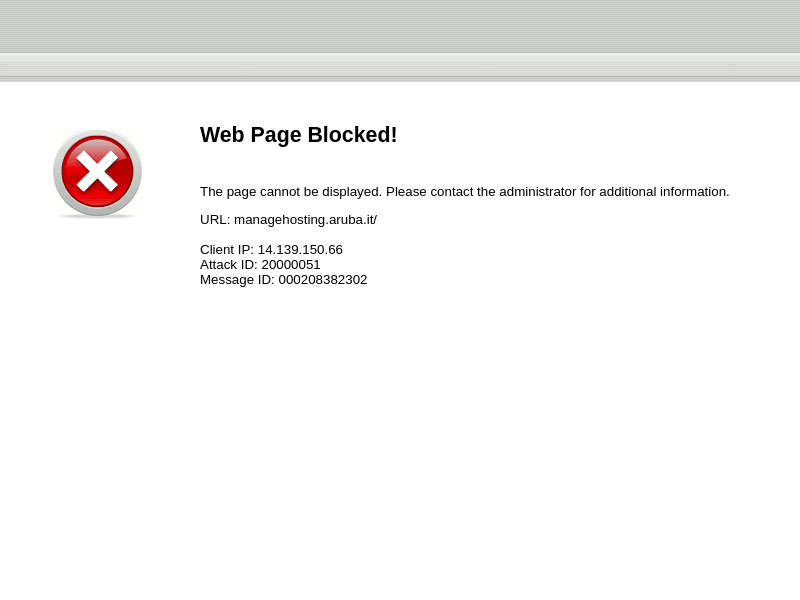 Web Page Blocked!
The page cannot be displayed. Please contact the administrator for additional information.
URL: managehosting.aruba.it/
Client IP: 14.139.150.66
Attack ID: 20000051
Message ID: 000208382302